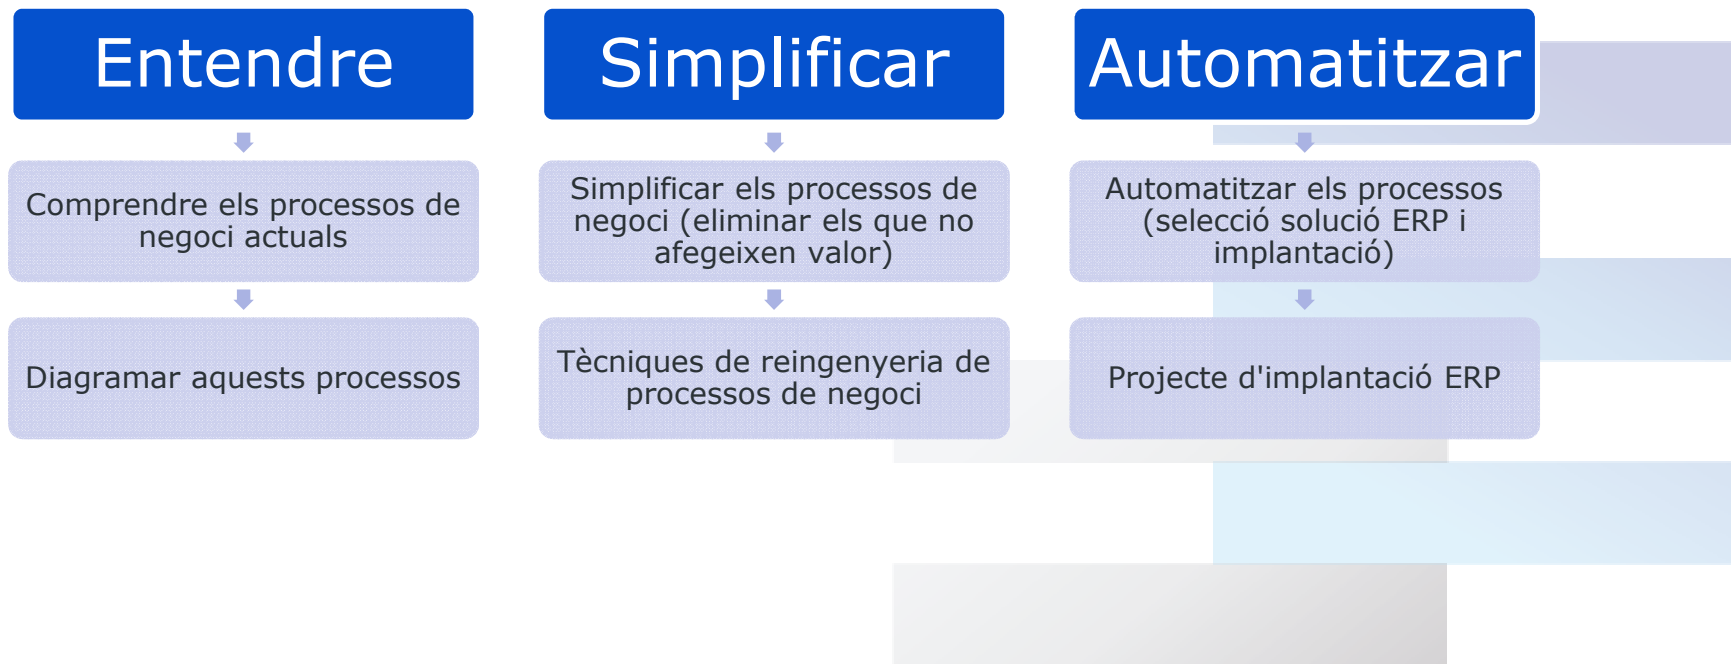 Entendre
Comprendre els processos de
negoci actuals
Diagramar aquests processos
Simplificar
Simplificar els processos de
negoci (eliminar els que no
afegeixen valor)
Tècniques de reingenyeria de
processos de negoci
Automatitzar
Automatitzar els processos
(selecció solució ERP i
implantació)
Projecte d'implantació ERP